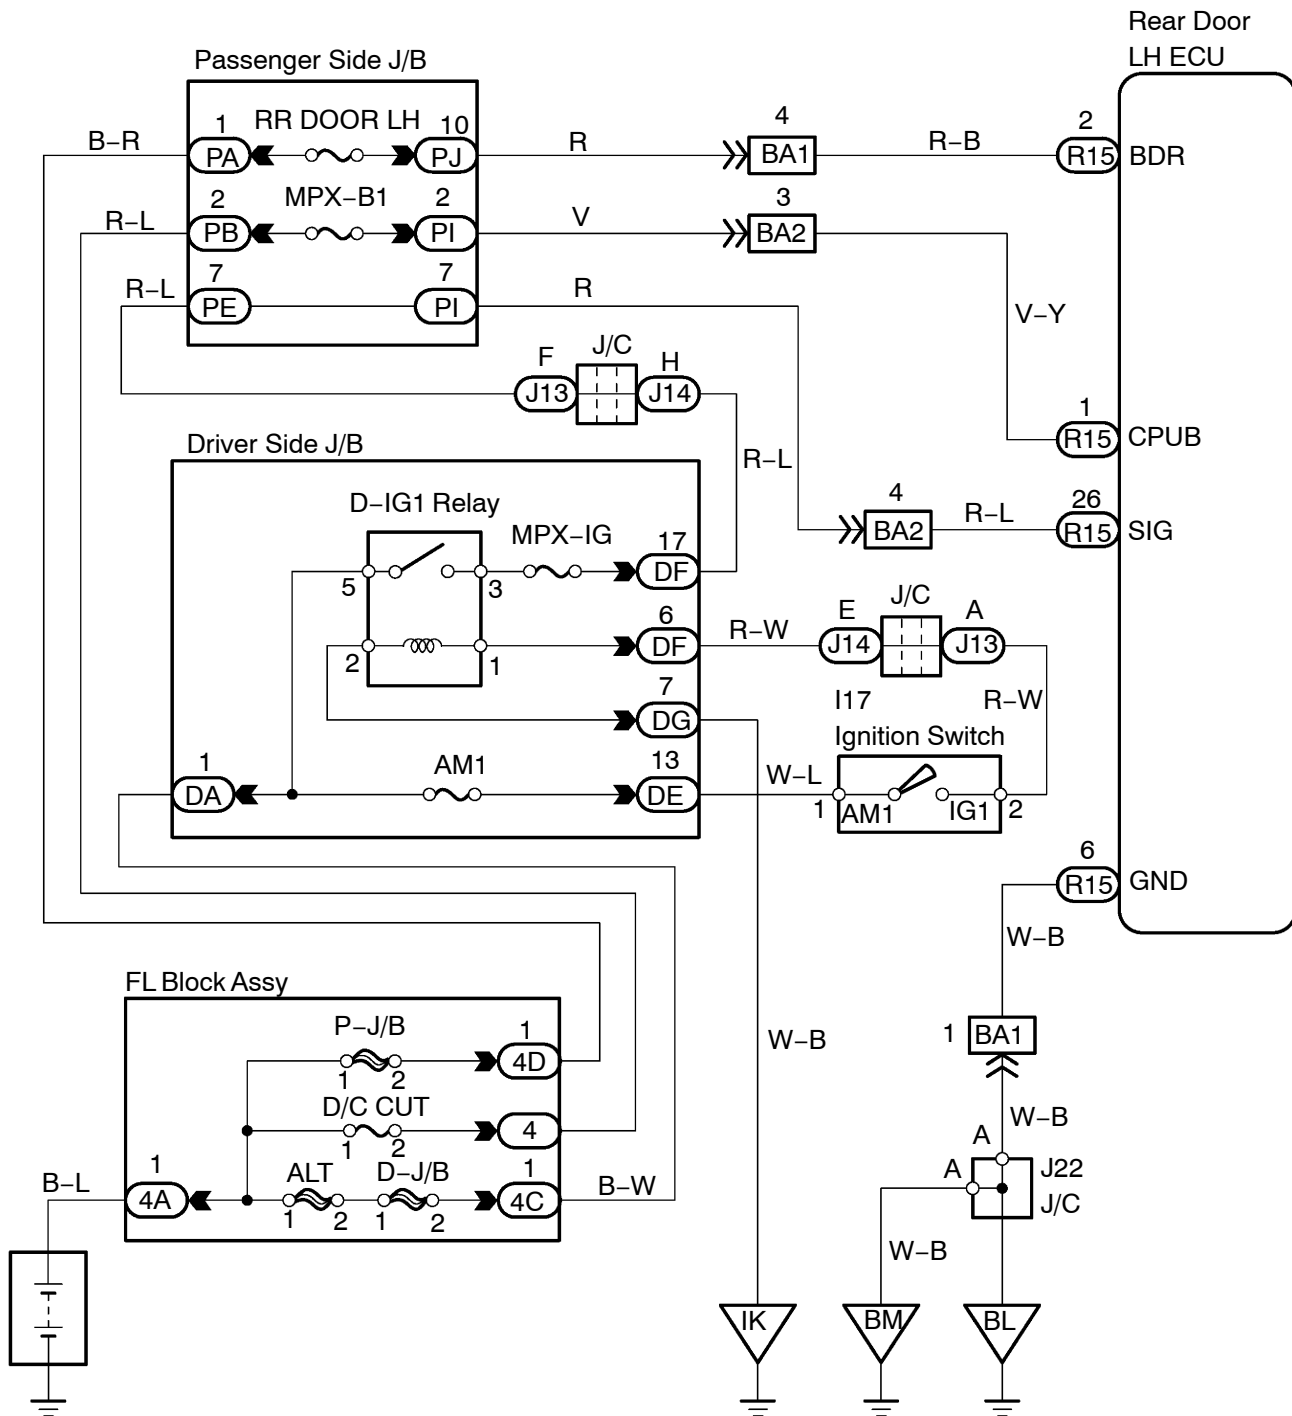 Rear Door
LH ECU
Passenger Side J/B
B–R
1
PA
RR DOOR LH
10
PJ
R
4
BA1
R–B
2
R15
BDR
R–L
2
PB
MPX–B1
2
PI
V
3
BA2
V–Y
R–L
7
PE
7
PI
R
F
J13
J/C
H
J14
1
R15
CPUB
Driver Side J/B
R–L
D–IG1 Relay
MPX–IG
17
DF
4
BA2
R–L
26
R15
SIG
5
3
2
1
6
DF
R–W
E
J14
J/C
A
J13
7
DG
I17
R–W
Ignition Switch
1
DA
AM1
13
DE
W–L
1
AM1
IG1
2
6
R15
GND
W–B
FL Block Assy
P–J/B
1
2
1
4D
W–B
1
BA1
D/C CUT
1
2
4
W–B
B–L
1
4A
ALT
1
2
D–J/B
1
2
1
4C
B–W
A
A
J22
J/C
W–B
IK
BM
BL